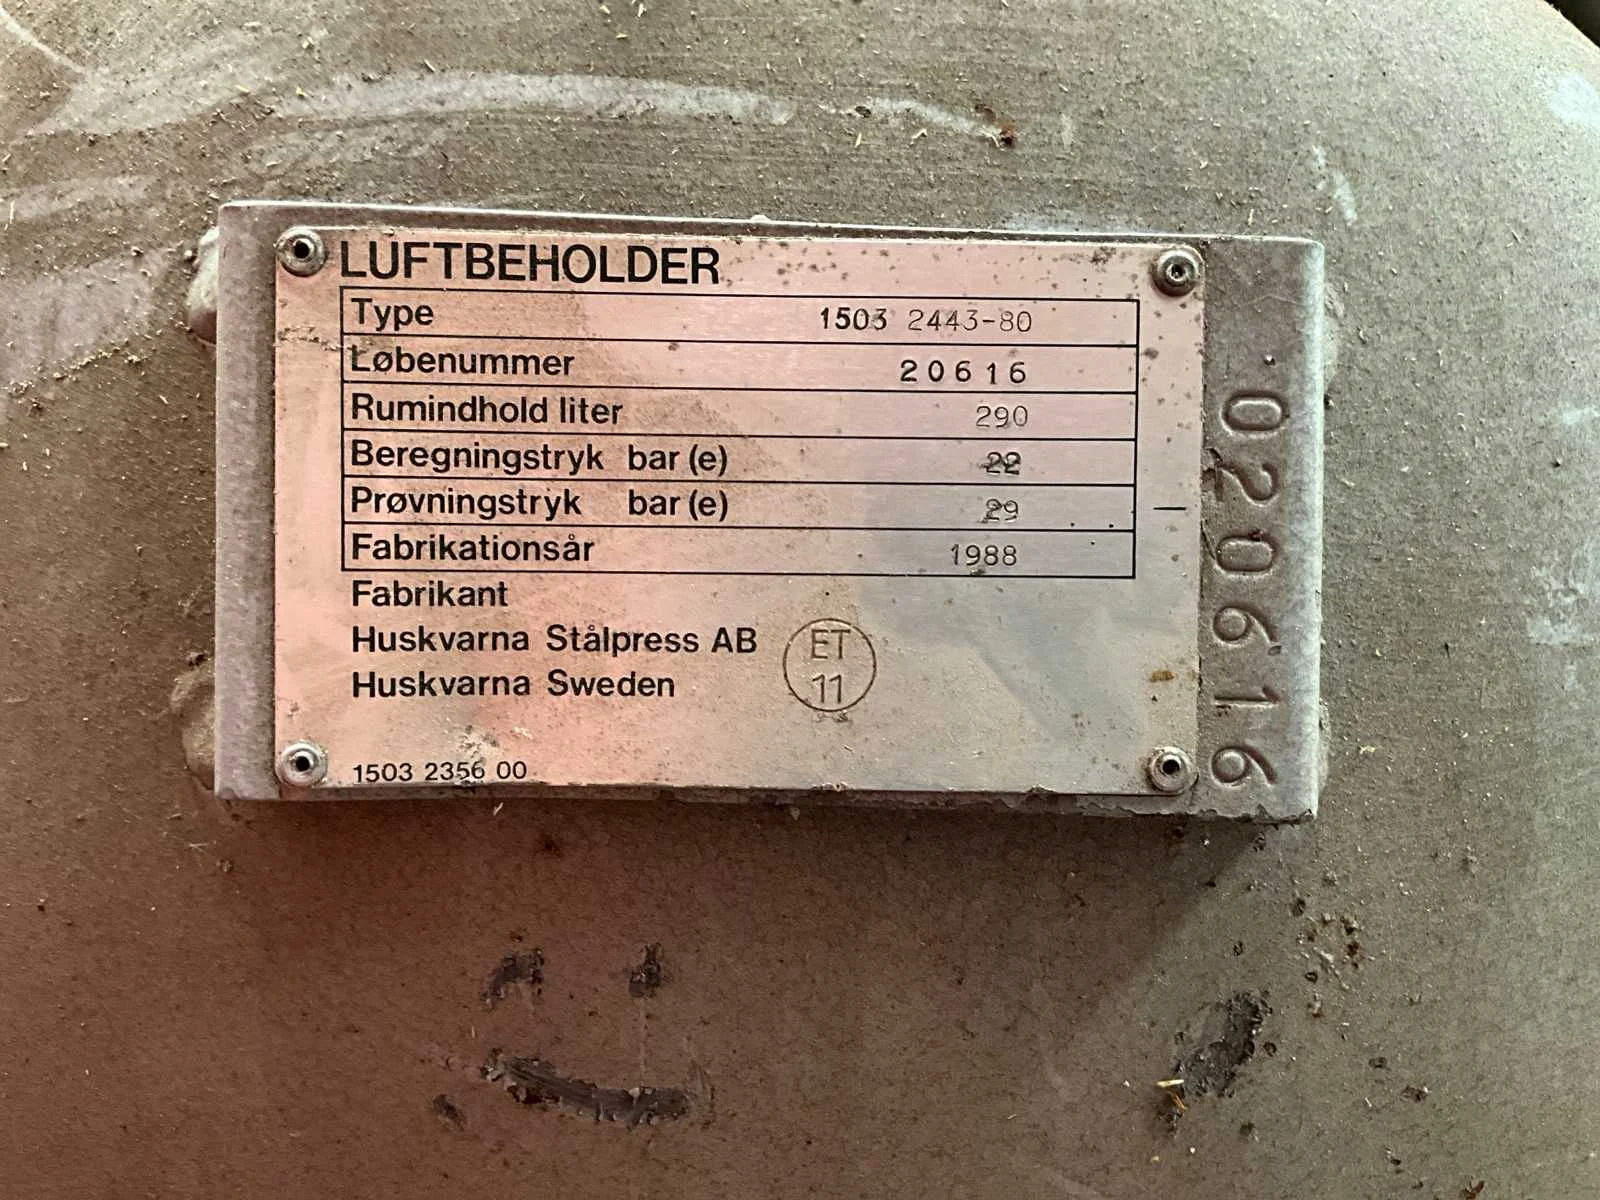 LUFTBEHOLDER
Type 1503 2443-80
Løbenummer 20616
Rumindhold liter 290
Beregningstryk bar (e) 22
Prøvningstryk bar (e) 29
Fabrikationsår 1988
Fabrikant
Huskvarna Stålpress AB
Huskvarna Sweden
ET
11
1503 2356 00
020616